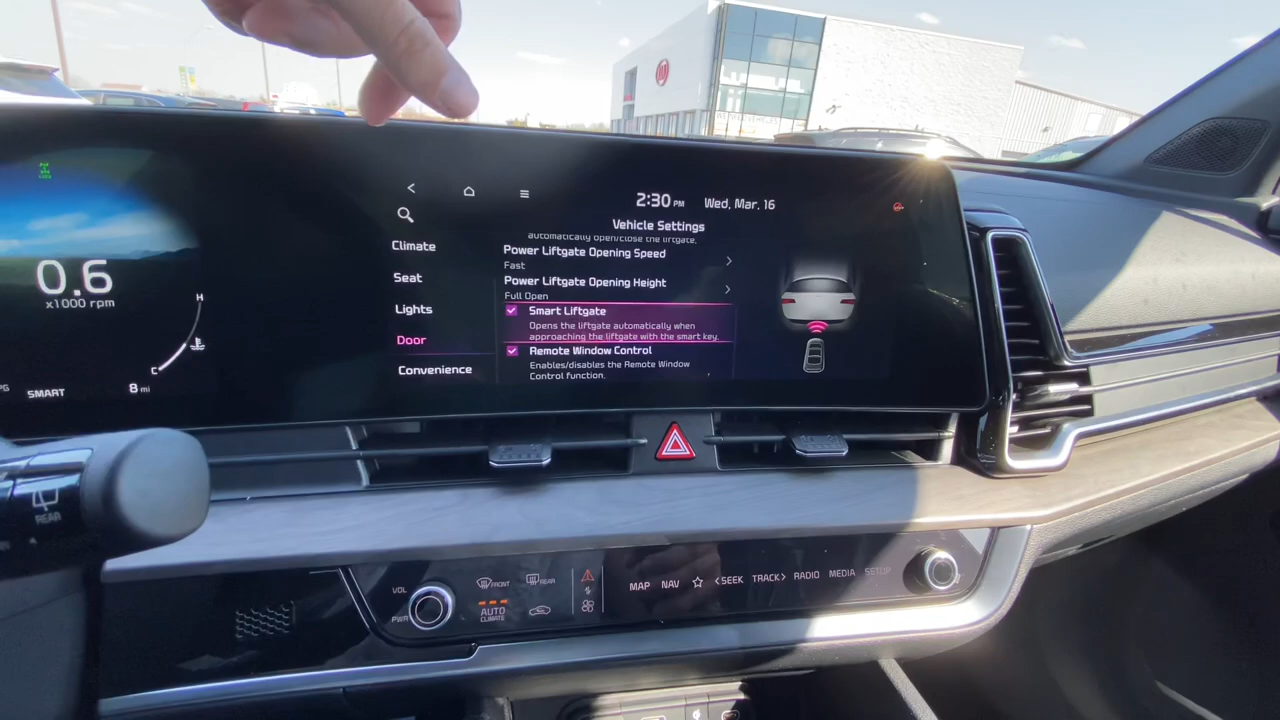 2:30 PM Wed, Mar. 16
Vehicle Settings
automatically open/close the liftgate.
Climate
Power Liftgate Opening Speed
Fast
Seat
Power Liftgate Opening Height
Full Open
Lights
Smart Liftgate
Opens the liftgate automatically when
approaching the liftgate with the smart key.
Door
Remote Window Control
Enables/disables the Remote Window
Control function.
Convenience
0.6
x1000 rpm
H
C
SMART
8 mi
REAR
VOL
PWR
FRONT
REAR
AUTO
CLIMATE
MAP NAV <SEEK TRACK> RADIO MEDIA SETUP